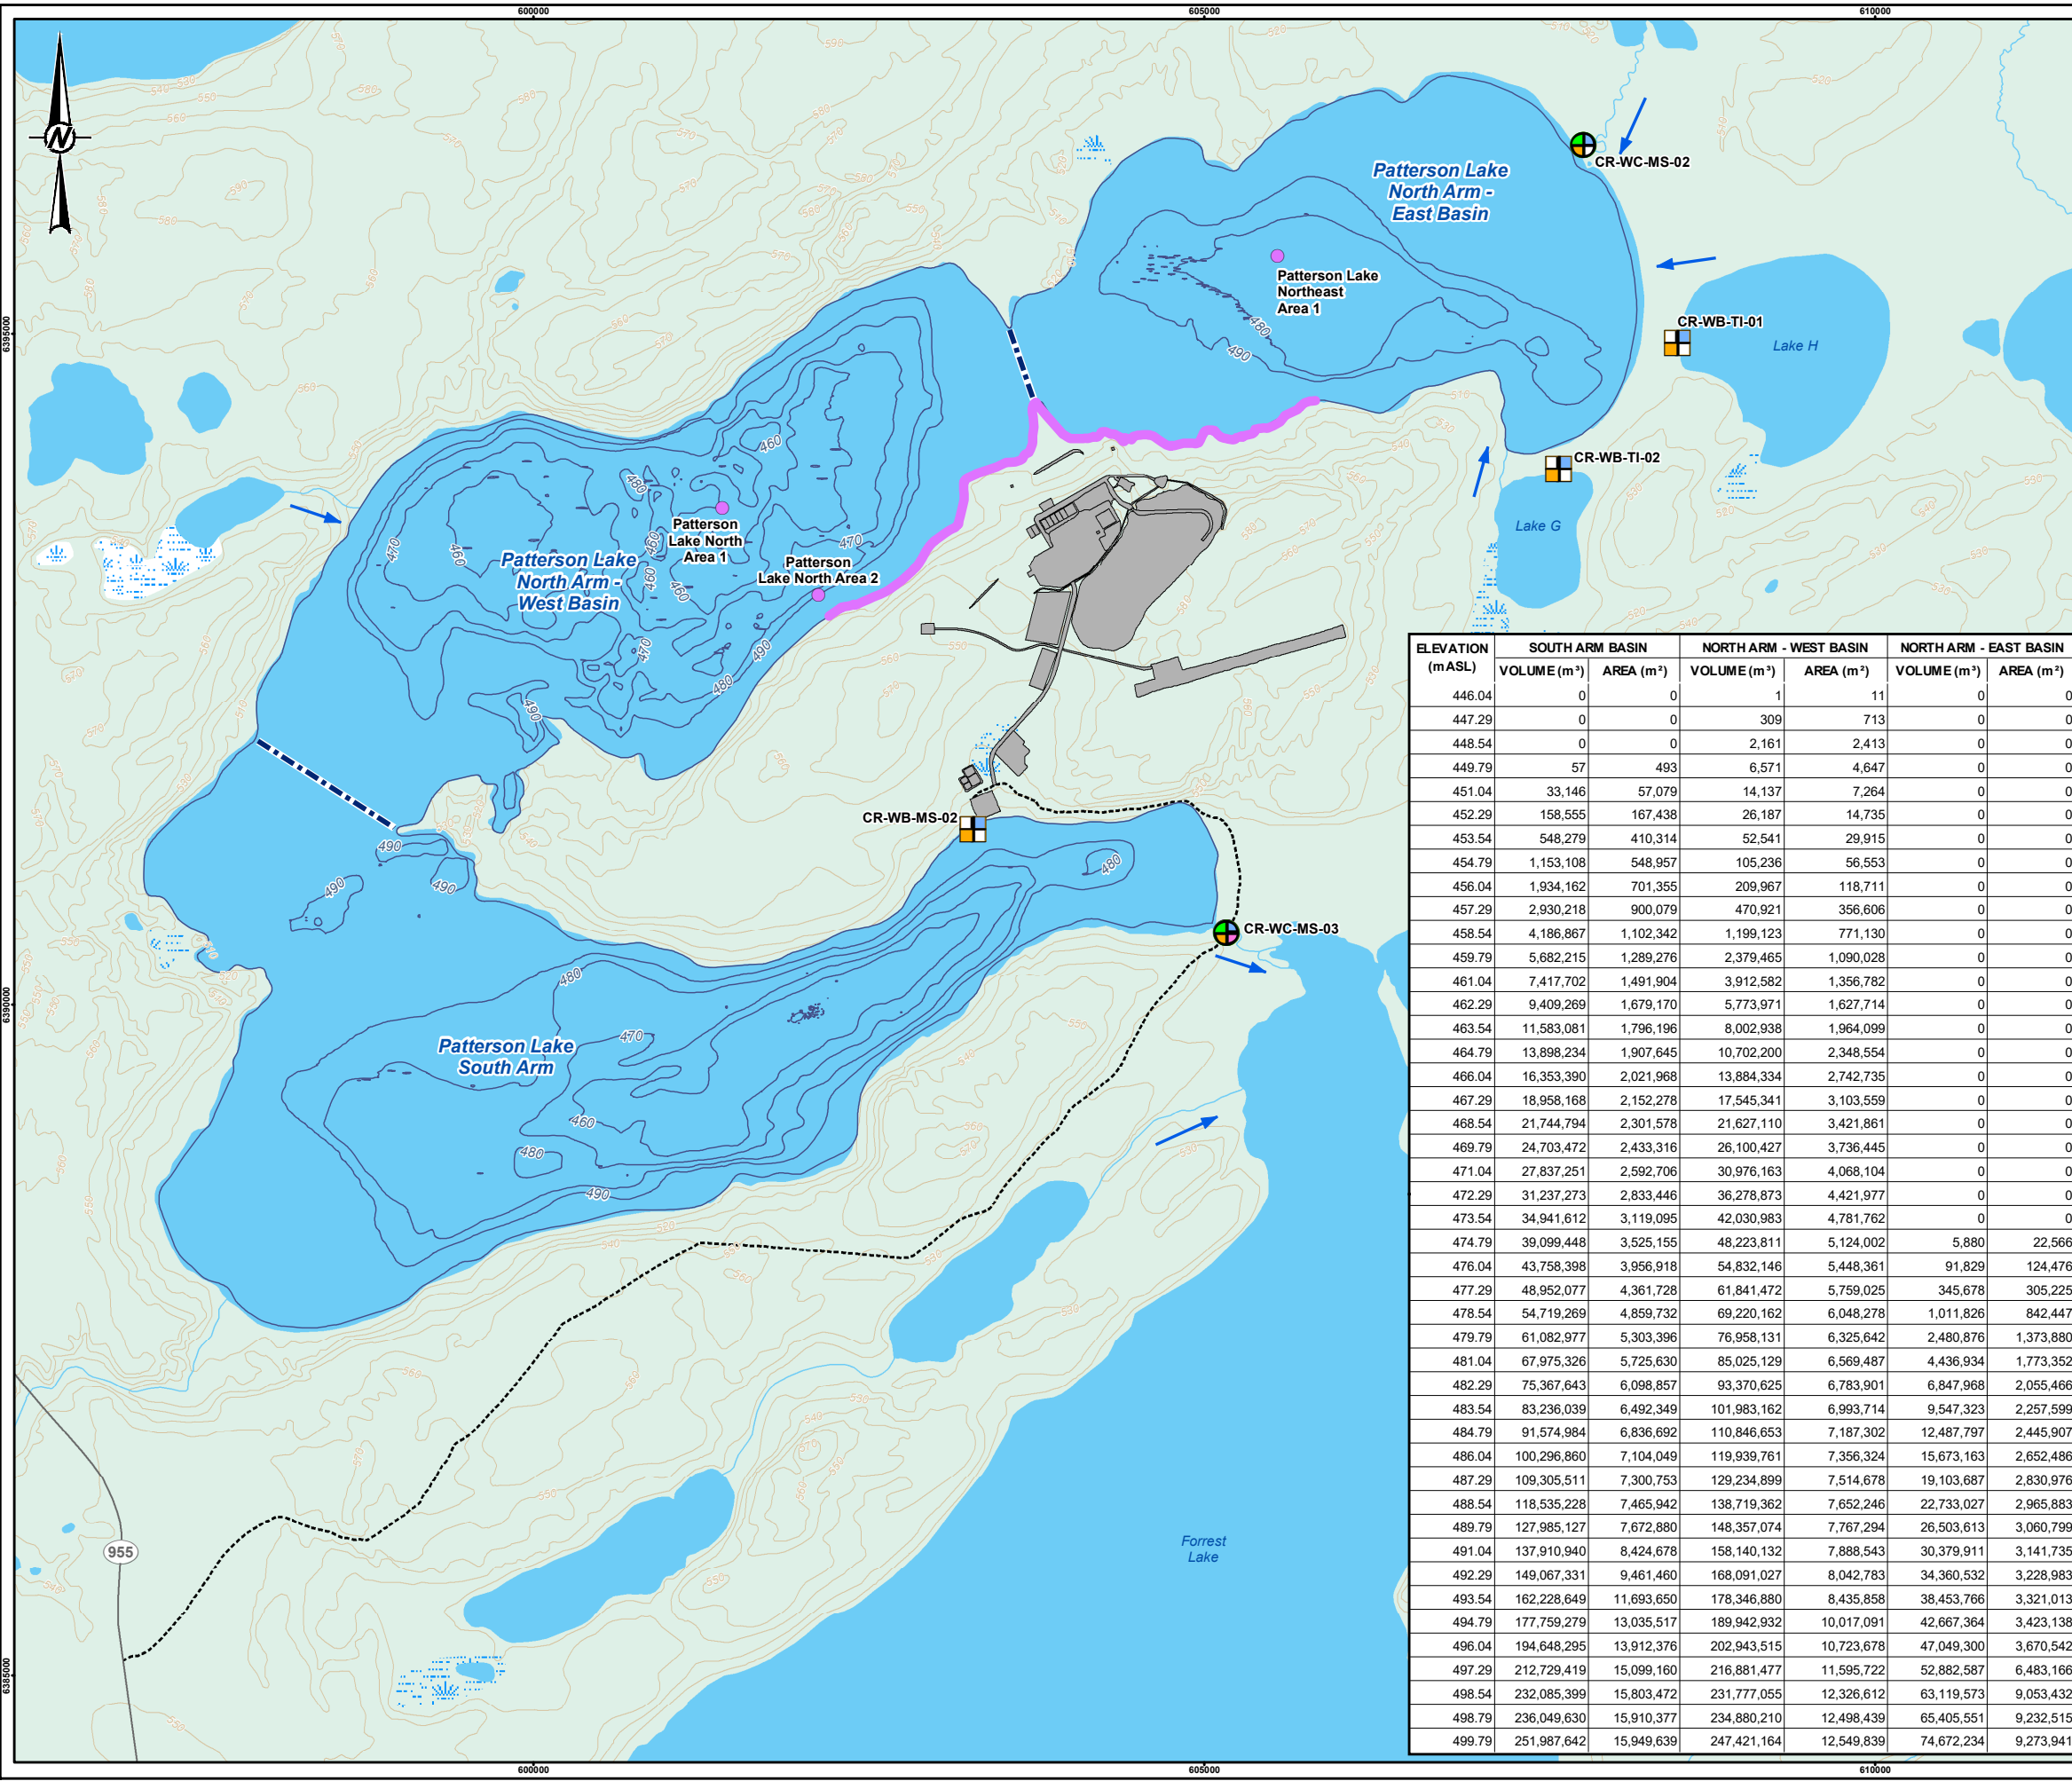 600000
605000
610000
6395000
6390000
6385000
N
CR-WC-MS-02
Patterson Lake
North Arm -
East Basin
Patterson Lake
Northeast
Area 1
480
490
CR-WB-TI-01
Lake H
CR-WB-TI-02
Lake G
460
480
Patterson
Lake North
Area 1
470
Patterson
Lake North Area 2
470
460
460
460
460
Patterson Lake
North Arm -
West Basin
470
490
480
490
CR-WB-MS-02
480
490
490
490
CR-WC-MS-03
480
470
Patterson Lake
South Arm
460
480
490
955
Forrest
Lake
600000
605000
610000
ELEVATION (mASL) SOUTH ARM BASIN NORTH ARM - WEST BASIN NORTH ARM - EAST BASIN
VOLUME (m³) AREA (m²) VOLUME (m³) AREA (m²) VOLUME (m³) AREA (m²)
446.04 0 0 1 11 0 0
447.29 0 0 309 713 0 0
448.54 0 0 2,161 2,413 0 0
449.79 57 493 6,571 4,647 0 0
451.04 33,146 57,079 14,137 7,264 0 0
452.29 158,555 167,438 26,187 14,735 0 0
453.54 548,279 410,314 52,541 29,915 0 0
454.79 1,153,108 548,957 105,236 56,553 0 0
456.04 1,934,162 701,355 209,967 118,711 0 0
457.29 2,930,218 900,079 470,921 356,606 0 0
458.54 4,186,867 1,102,342 1,199,123 771,130 0 0
459.79 5,682,215 1,289,276 2,379,465 1,090,028 0 0
461.04 7,417,702 1,491,904 3,912,582 1,356,782 0 0
462.29 9,409,269 1,679,170 5,773,971 1,627,714 0 0
463.54 11,583,081 1,796,196 8,002,938 1,964,099 0 0
464.79 13,898,234 1,907,645 10,702,200 2,348,554 0 0
466.04 16,353,390 2,021,968 13,884,334 2,742,735 0 0
467.29 18,958,168 2,152,278 17,545,341 3,103,559 0 0
468.54 21,744,794 2,301,578 21,627,110 3,421,861 0 0
469.79 24,703,472 2,433,316 26,100,427 3,736,445 0 0
471.04 27,837,251 2,592,706 30,976,163 4,068,104 0 0
472.29 31,237,273 2,833,446 36,278,873 4,421,977 0 0
473.54 34,941,612 3,119,095 42,030,983 4,781,762 0 0
474.79 39,099,448 3,525,155 48,223,811 5,124,002 5,880 22,566
476.04 43,758,398 3,956,918 54,832,146 5,448,361 91,829 124,476
477.29 48,952,077 4,361,728 61,841,472 5,759,025 345,678 305,225
478.54 54,719,269 4,859,732 69,220,162 6,048,278 1,011,826 842,447
479.79 61,082,977 5,303,396 76,958,131 6,325,642 2,480,876 1,373,880
481.04 67,975,326 5,725,630 85,025,129 6,569,487 4,436,934 1,773,352
482.29 75,367,643 6,098,857 93,370,625 6,783,901 6,847,968 2,055,466
483.54 83,236,039 6,492,349 101,983,162 6,993,714 9,547,323 2,257,599
484.79 91,574,984 6,836,692 110,846,653 7,187,302 12,487,797 2,445,907
486.04 100,296,860 7,104,049 119,939,761 7,356,324 15,673,163 2,652,486
487.29 109,305,511 7,300,753 129,234,899 7,514,678 19,103,687 2,830,976
488.54 118,535,228 7,465,942 138,719,362 7,652,246 22,733,027 2,965,883
489.79 127,985,127 7,672,880 148,357,074 7,767,294 26,503,613 3,060,799
491.04 137,910,940 8,424,678 158,140,132 7,888,543 30,379,911 3,141,735
492.29 149,067,331 9,461,460 168,091,027 8,042,783 34,360,532 3,228,983
493.54 162,228,649 11,693,650 178,346,880 8,435,858 38,453,766 3,321,013
494.79 177,759,279 13,035,517 189,942,932 10,017,091 42,667,364 3,423,138
496.04 194,648,295 13,912,376 202,943,515 10,723,678 47,049,300 3,670,542
497.29 212,729,419 15,099,160 216,881,477 11,595,722 52,882,587 6,483,166
498.54 232,085,399 15,803,472 231,777,055 12,326,612 63,119,573 9,053,432
498.79 236,049,630 15,910,377 234,880,210 12,498,439 65,405,551 9,232,515
499.79 251,987,642 15,949,639 247,421,164 12,549,839 74,672,234 9,273,941